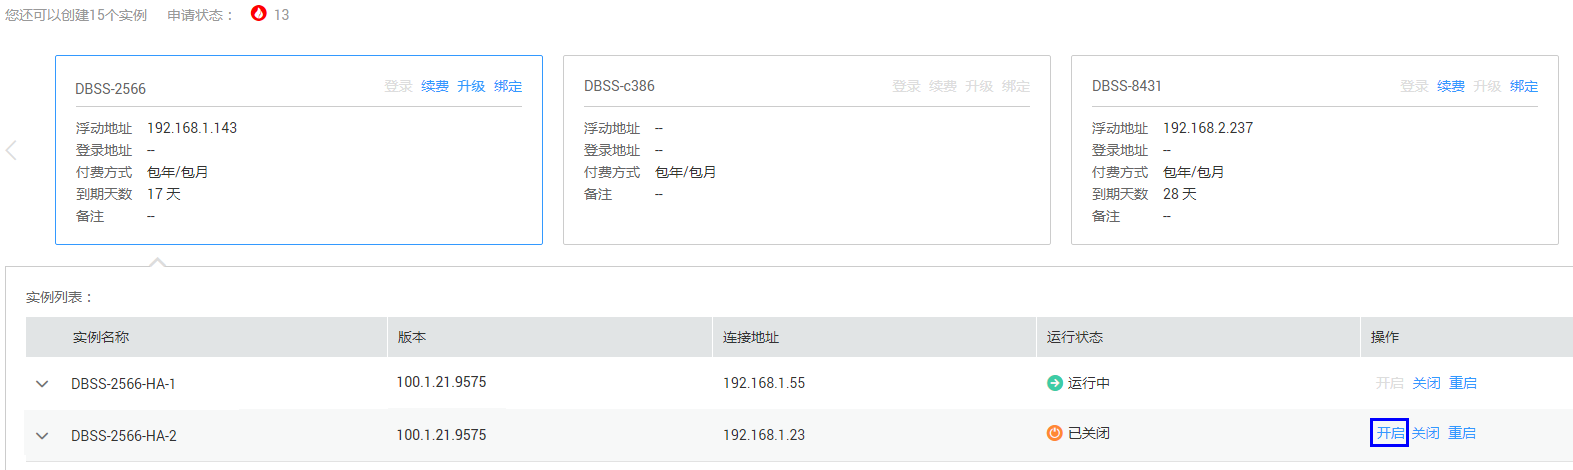 您还可以创建15个实例 申请状态： 13
DBSS-2566 登录 续费 升级 绑定
浮动地址 192.168.1.143
登录地址 --
付费方式 包年/包月
到期天数 17 天
备注 --
DBSS-c386 登录 续费 升级 绑定
浮动地址 --
登录地址 --
付费方式 包年/包月
备注 --
DBSS-8431 登录 续费 升级 绑定
浮动地址 192.168.2.237
登录地址 --
付费方式 包年/包月
到期天数 28 天
备注 --
实例列表：
实例名称 版本 连接地址 运行状态 操作
DBSS-2566-HA-1 100.1.21.9575 192.168.1.55 运行中 开启 关闭 重启
DBSS-2566-HA-2 100.1.21.9575 192.168.1.23 已关闭 开启 关闭 重启